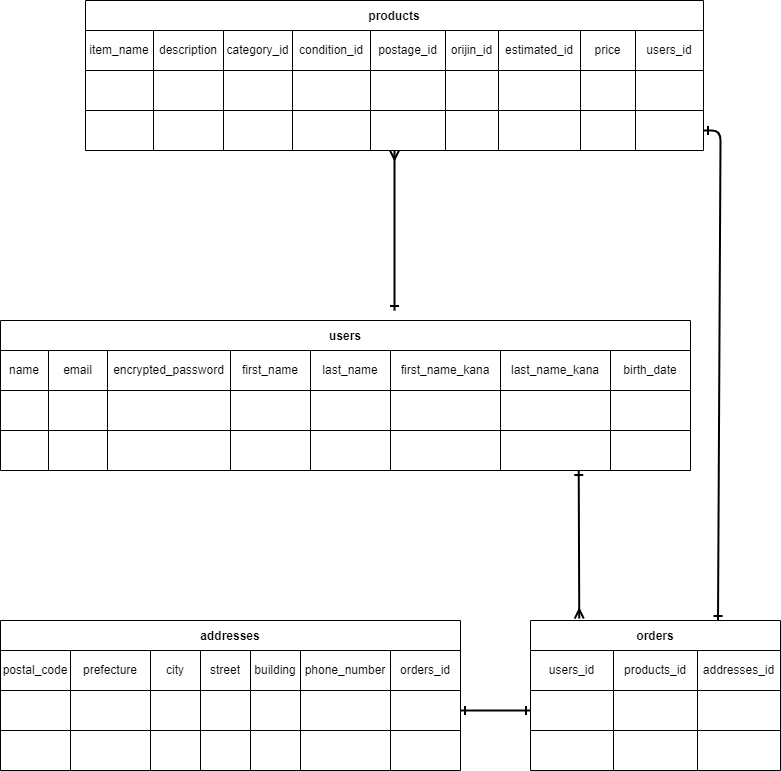 products
item_name description category_id condition_id postage_id orijin_id estimated_id price users_id
users
name email encrypted_password first_name last_name first_name_kana last_name_kana birth_date
addresses
postal_code prefecture city street building phone_number orders_id
orders
users_id products_id addresses_id